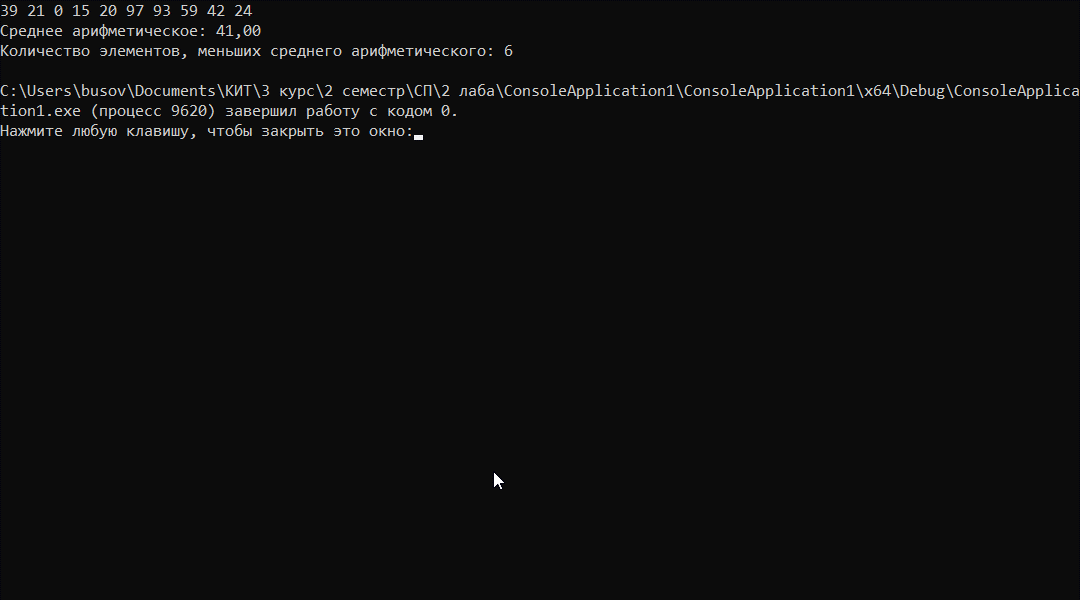 39 21 0 15 20 97 93 59 42 24
Среднее арифметическое: 41,00
Количество элементов, меньших среднего арифметического: 6
C:\Users\busov\Documents\КИТ\3 курс\2 семестр\СП\2 лаба\ConsoleApplication1\ConsoleApplication1\x64\Debug\ConsoleApplica
tion1.exe (процесс 9620) завершил работу с кодом 0.
Нажмите любую клавишу, чтобы закрыть это окно: